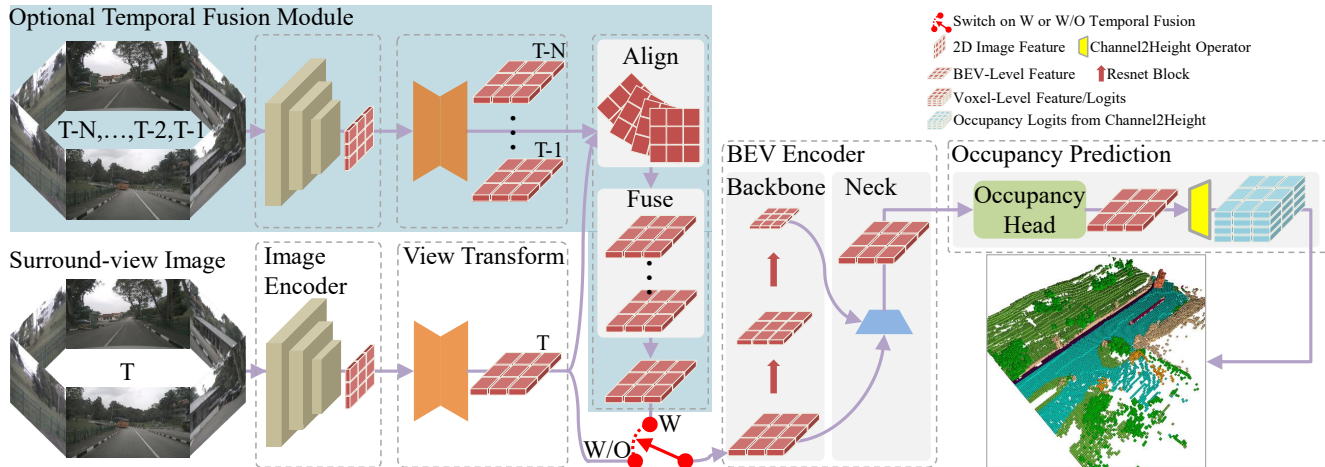 Optional Temporal Fusion Module
T-N,…,T-2,T-1
T-N
T-1
Align
Fuse
Switch on W or W/O Temporal Fusion
2D Image Feature
Channel2Height Operator
BEV-Level Feature
Resnet Block
Voxel-Level Feature/Logits
Occupancy Logits from Channel2Height
BEV Encoder
Backbone
Neck
Occupancy Prediction
Occupancy
Head
Surround-view Image
T
Image
Encoder
View Transform
T
W
W/O